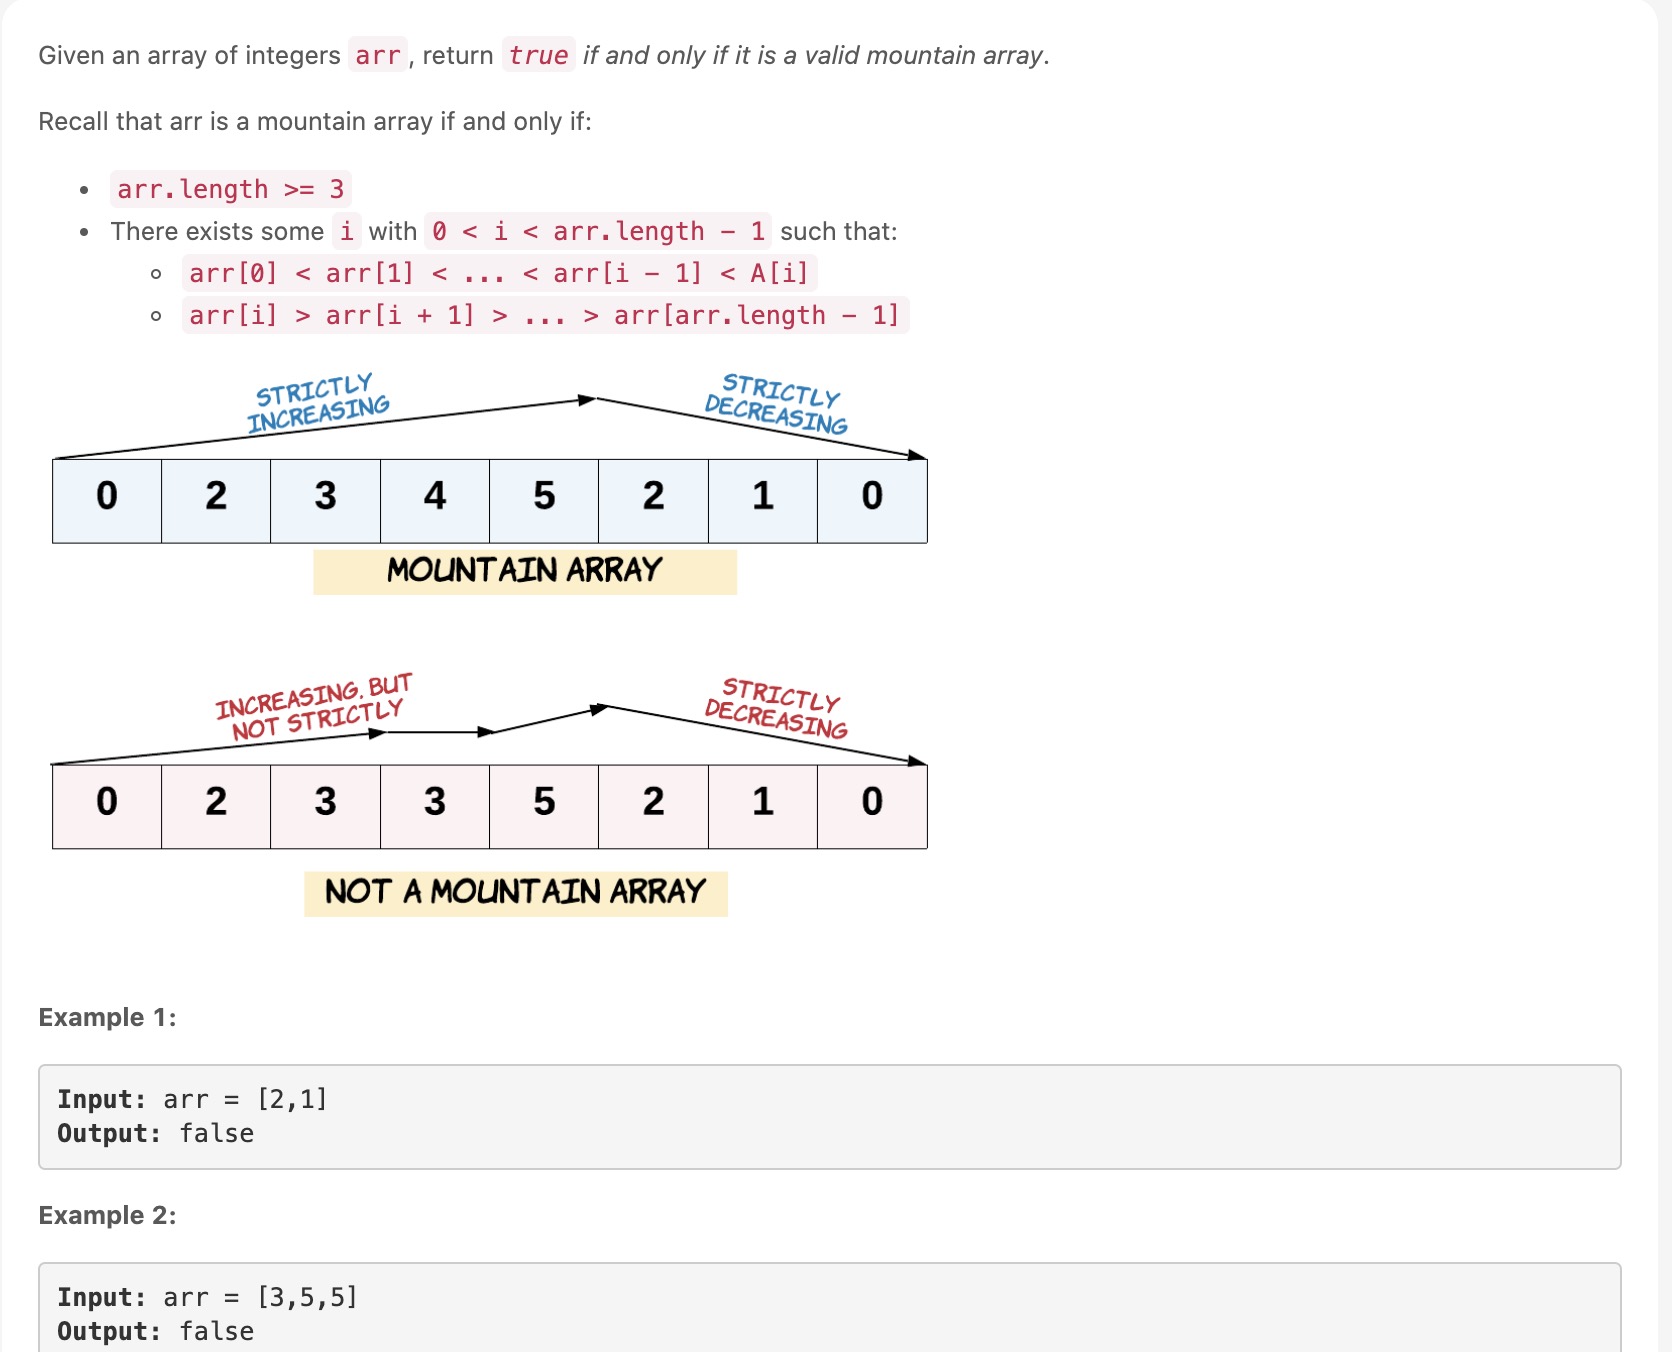 Given an array of integers arr, return true if and only if it is a valid mountain array.
Recall that arr is a mountain array if and only if:
• arr.length >= 3
• There exists some i with 0 < i < arr.length - 1 such that:
◦ arr[0] < arr[1] < ... < arr[i - 1] < A[i]
◦ arr[i] > arr[i + 1] > ... > arr[arr.length - 1]
STRICTLY
INCREASING
STRICTLY
DECREASING
0 2 3 4 5 2 1 0
MOUNTAIN ARRAY
INCREASING, BUT
NOT STRICTLY
STRICTLY
DECREASING
0 2 3 3 5 2 1 0
NOT A MOUNTAIN ARRAY
Example 1:
Input: arr = [2,1]
Output: false
Example 2:
Input: arr = [3,5,5]
Output: false